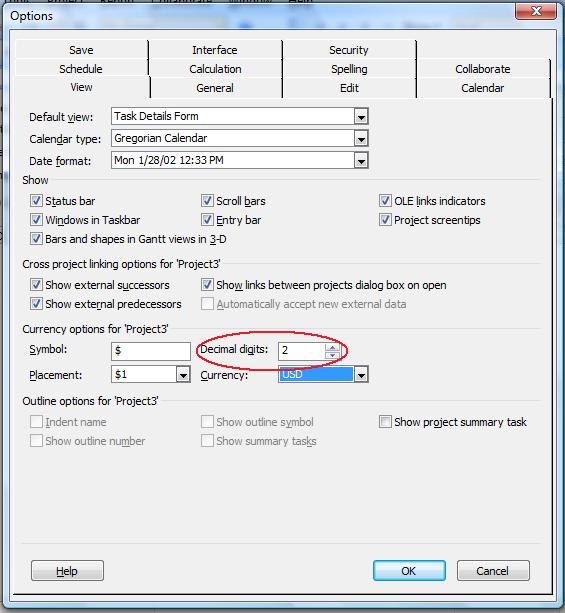 Options
Save Interface Security
Schedule Calculation Spelling Collaborate
View General Edit Calendar
Default view: Task Details Form
Calendar type: Gregorian Calendar
Date format: Mon 1/28/02 12:33 PM
Show
Status bar Scroll bars OLE links indicators
Windows in Taskbar Entry bar Project screentips
Bars and shapes in Gantt views in 3-D
Cross project linking options for 'Project3'
Show external successors Show links between projects dialog box on open
Show external predecessors Automatically accept new external data
Currency options for 'Project3'
Symbol: $ Decimal digits: 2
Placement: $1 Currency: USD
Outline options for 'Project3'
Indent name Show outline symbol Show project summary task
Show outline number Show summary tasks
Help OK Cancel